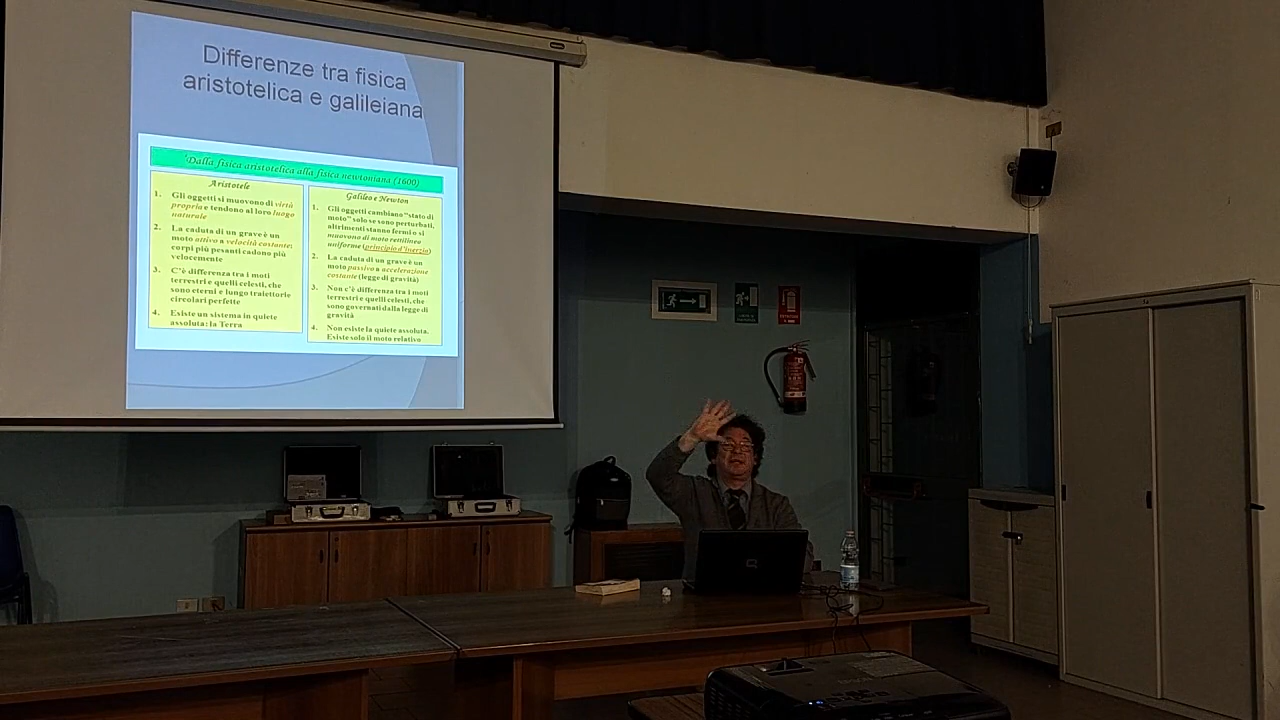 Differenze tra fisica
aristotelica e galileiana
Dalla fisica aristotelica alla fisica newtoniana (1600)
Aristotele
1. Gli oggetti si muovono di virtù
propria e tendono al loro luogo
naturale
2. La caduta di un grave è un
moto attivo a velocità costante:
corpi più pesanti cadono più
velocemente
3. C'è differenza tra i moti
terrestri e quelli celesti, che
sono eterni e lungo traiettorie
circolari perfette
4. Esiste un sistema in quiete
assoluta: la Terra
Galileo e Newton
1. Gli oggetti cambiano "stato di
moto" solo se sono perturbati,
altrimenti stanno fermi o si
muovono di moto rettilineo
uniforme (principio d'inerzia)
2. La caduta di un grave è un
moto passivo a accelerazione
costante (legge di gravità)
3. Non c'è differenza tra i moti
terrestri e quelli celesti, che
sono governati dalla legge di
gravità
4. Non esiste la quiete assoluta.
Esiste solo il moto relativo
EPSON